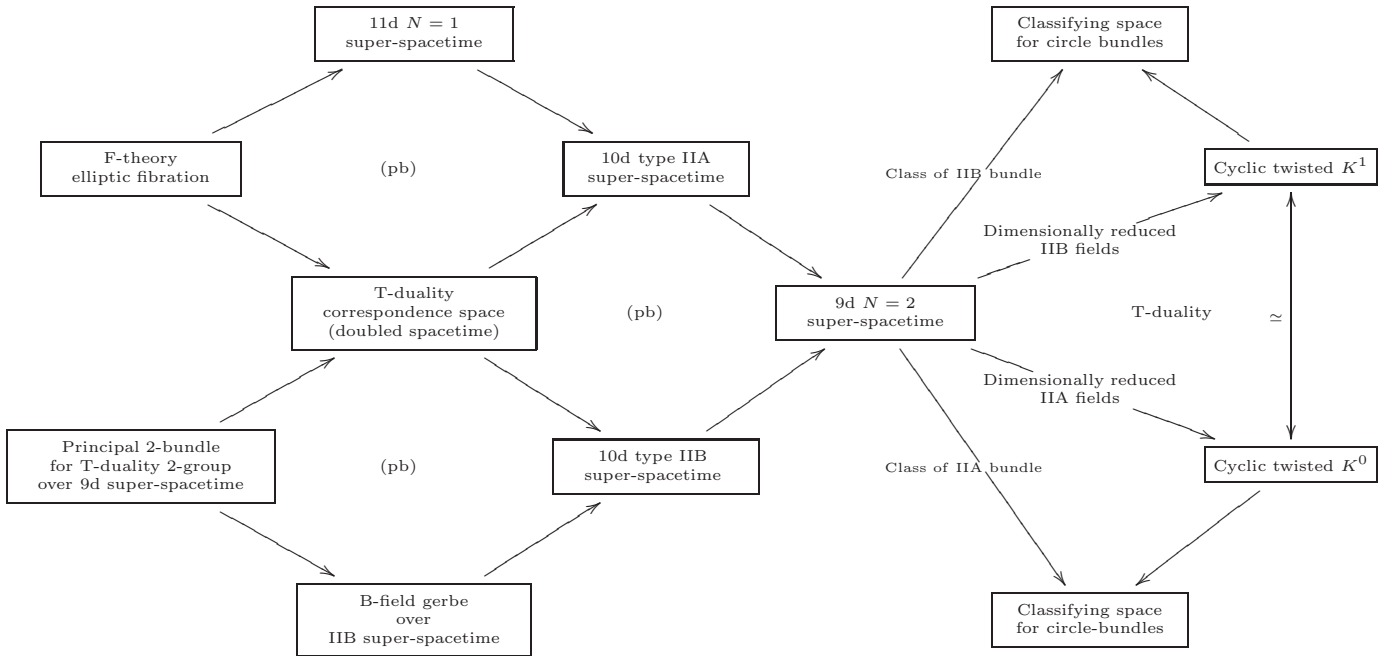 11d N = 1
super-spacetime
Classifying space
for circle bundles
F-theory
elliptic fibration
(pb)
10d type IIA
super-spacetime
Class of IIB bundle
Cyclic twisted K^1
Dimensionally reduced
IIB fields
T-duality
correspondence space
(doubled spacetime)
(pb)
9d N = 2
super-spacetime
T-duality
≃
Dimensionally reduced
IIA fields
Principal 2-bundle
for T-duality 2-group
over 9d super-spacetime
(pb)
10d type IIB
super-spacetime
Class of IIA bundle
Cyclic twisted K^0
B-field gerbe
over
IIB super-spacetime
Classifying space
for circle-bundles